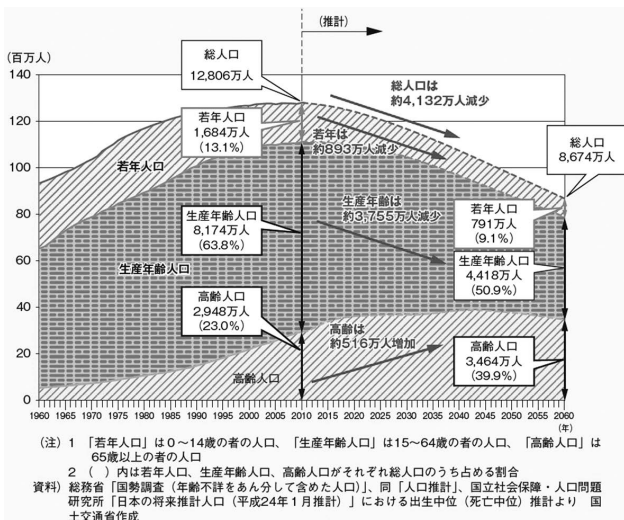 （推計）
（百万人）
総人口
12,806万人
総人口は
約4,132万人減少
若年人口
1,684万人
（13.1%）
若年は
約893万人減少
総人口
8,674万人
若年人口
生産年齢人口
8,174万人
（63.8%）
生産年齢は
約3,755万人減少
若年人口
791万人
（9.1%）
生産年齢人口
生産年齢人口
4,418万人
（50.9%）
高齢人口
2,948万人
（23.0%）
高齢は
約516万人増加
高齢人口
3,464万人
（39.9%）
高齢人口
140
120
100
80
60
40
20
0
1960 1965 1970 1975 1980 1985 1990 1995 2000 2005 2010 2015 2020 2025 2030 2035 2040 2045 2050 2055 2060
（年）
（注）1 「若年人口」は0～14歳の者の人口、「生産年齢人口」は15～64歳の者の人口、「高齢人口」は
65歳以上の者の人口
2 （ ）内は若年人口、生産年齢人口、高齢人口がそれぞれ総人口のうち占める割合
資料）総務省「国勢調査（年齢不詳をあん分して含めた人口）」、同「人口推計」、国立社会保障・人口問題
研究所「日本の将来推計人口（平成24年1月推計）」における出生中位（死亡中位）推計より 国
土交通省作成